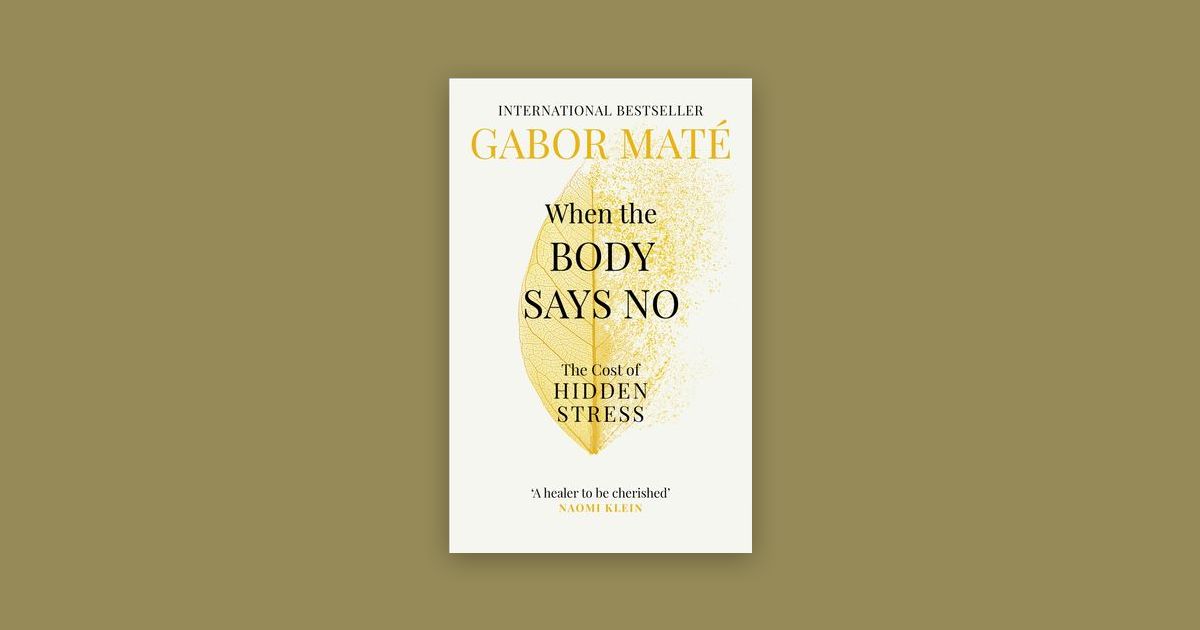 INTERNATIONAL BESTSELLER
GABOR MATÉ
When the
BODY
SAYS NO
The Cost of
HIDDEN
STRESS
‘A healer to be cherished’
NAOMI KLEIN